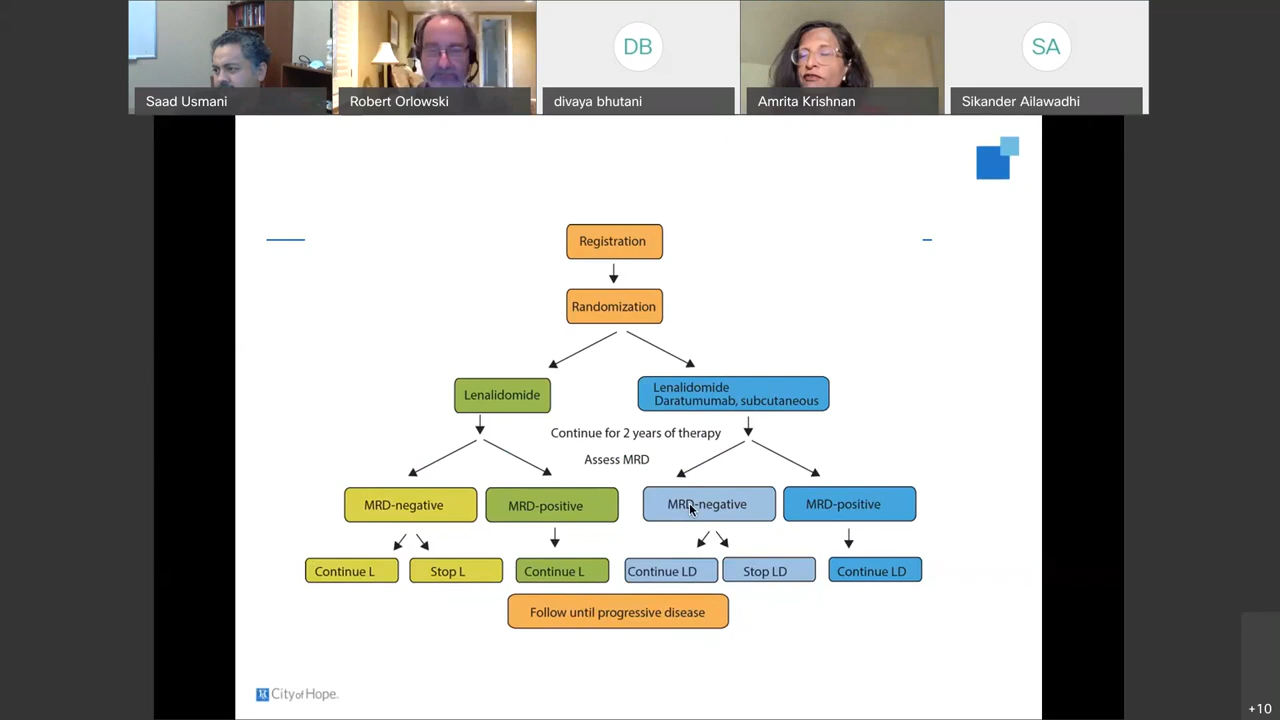 DB
SA
Saad Usmani
Robert Orlowski
divaya bhutani
Amrita Krishnan
Sikander Ailawadhi
Registration
Randomization
Lenalidomide
Lenalidomide
Daratumumab, subcutaneous
Continue for 2 years of therapy
Assess MRD
MRD-negative
MRD-positive
MRD-negative
MRD-positive
Continue L
Stop L
Continue L
Continue LD
Stop LD
Continue LD
Follow until progressive disease
City of Hope.
+10